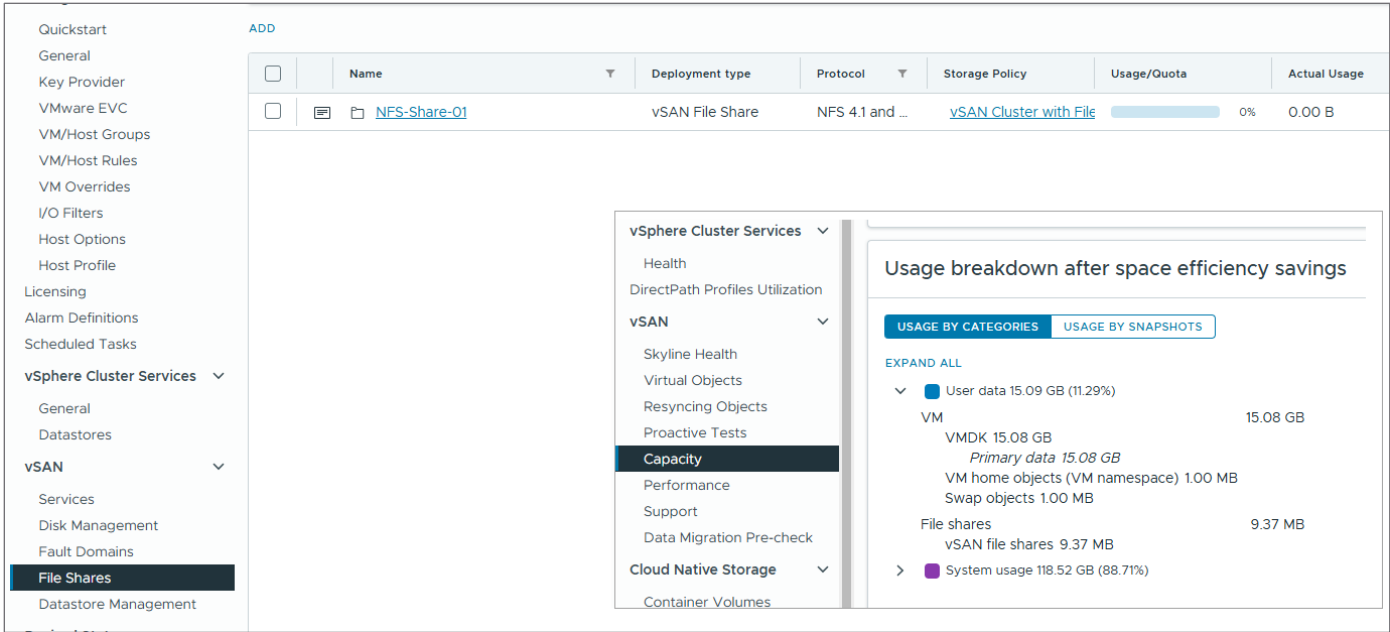 Quickstart
General
Key Provider
VMware EVC
VM/Host Groups
VM/Host Rules
VM Overrides
I/O Filters
Host Options
Host Profile
Licensing
Alarm Definitions
Scheduled Tasks
vSphere Cluster Services
General
Datastores
vSAN
Services
Disk Management
Fault Domains
File Shares
Datastore Management
ADD
Name Deployment type Protocol Storage Policy Usage/Quota Actual Usage
NFS-Share-01 vSAN File Share NFS 4.1 and ... vSAN Cluster with File 0% 0.00 B
vSphere Cluster Services
Health
DirectPath Profiles Utilization
vSAN
Skyline Health
Virtual Objects
Resyncing Objects
Proactive Tests
Capacity
Performance
Support
Data Migration Pre-check
Cloud Native Storage
Container Volumes
Usage breakdown after space efficiency savings
USAGE BY CATEGORIES USAGE BY SNAPSHOTS
EXPAND ALL
User data 15.09 GB (11.29%)
VM 15.08 GB
VMDK 15.08 GB
Primary data 15.08 GB
VM home objects (VM namespace) 1.00 MB
Swap objects 1.00 MB
File shares 9.37 MB
vSAN file shares 9.37 MB
System usage 118.52 GB (88.71%)